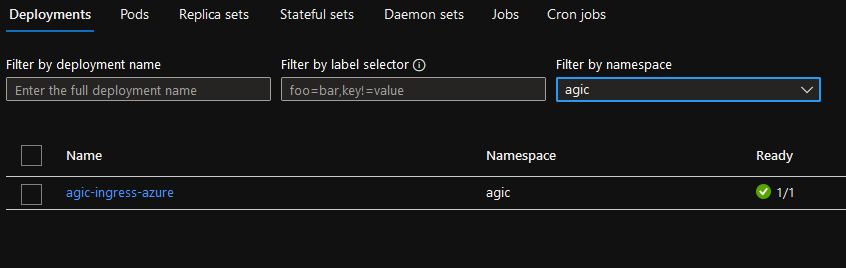 Deployments Pods Replica sets Stateful sets Daemon sets Jobs Cron jobs
Filter by deployment name Filter by label selector Filter by namespace
Enter the full deployment name foo=bar,key!=value agic
Name Namespace Ready
agic-ingress-azure agic 1/1